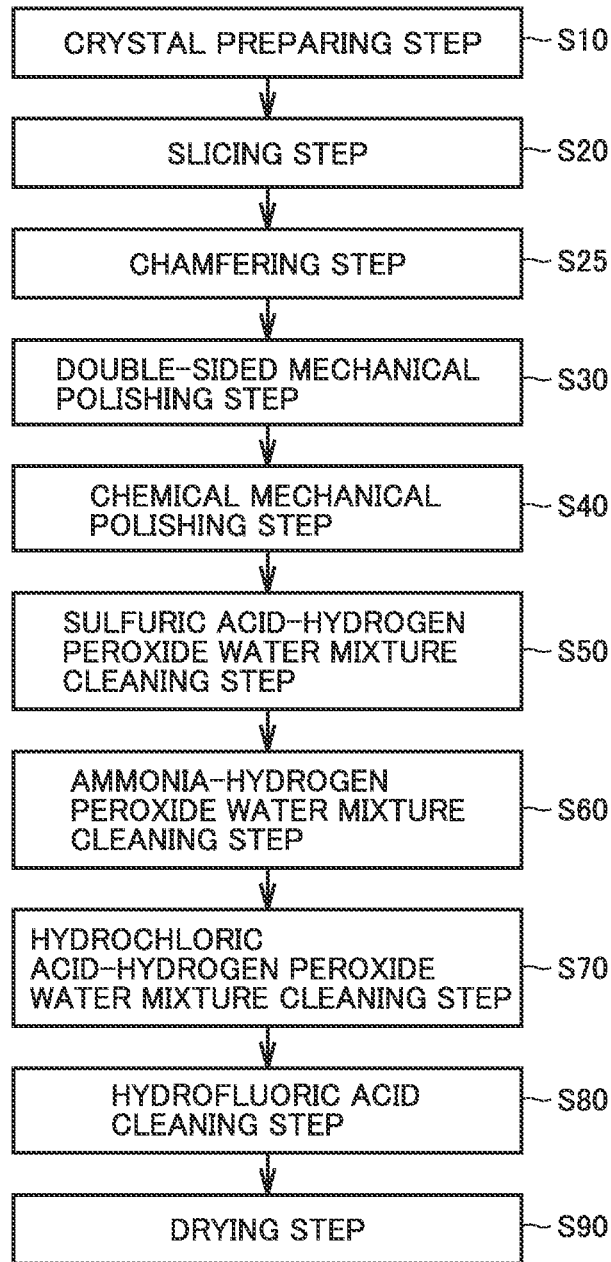 CRYSTAL PREPARING STEP
S10
SLICING STEP
S20
CHAMFERING STEP
S25
DOUBLE-SIDED MECHANICAL
POLISHING STEP
S30
CHEMICAL MECHANICAL
POLISHING STEP
S40
SULFURIC ACID-HYDROGEN
PEROXIDE WATER MIXTURE
CLEANING STEP
S50
AMMONIA-HYDROGEN
PEROXIDE WATER MIXTURE
CLEANING STEP
S60
HYDROCHLORIC
ACID-HYDROGEN PEROXIDE
WATER MIXTURE CLEANING STEP
S70
HYDROFLUORIC ACID
CLEANING STEP
S80
DRYING STEP
S90